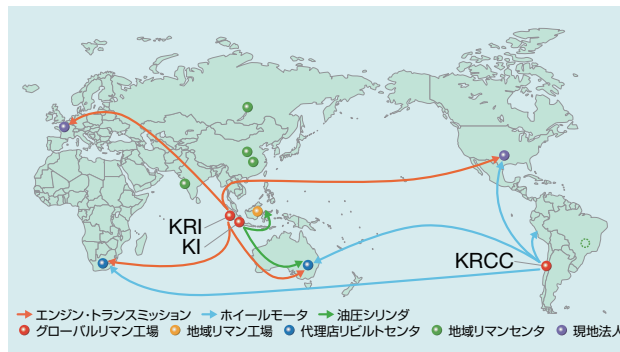 KRI
KI
KRCC
エンジン・トランスミッション ホイールモータ 油圧シリンダ
グローバルリマン工場 地域リマン工場 代理店リビルトセンタ 地域リマンセンタ 現地法人